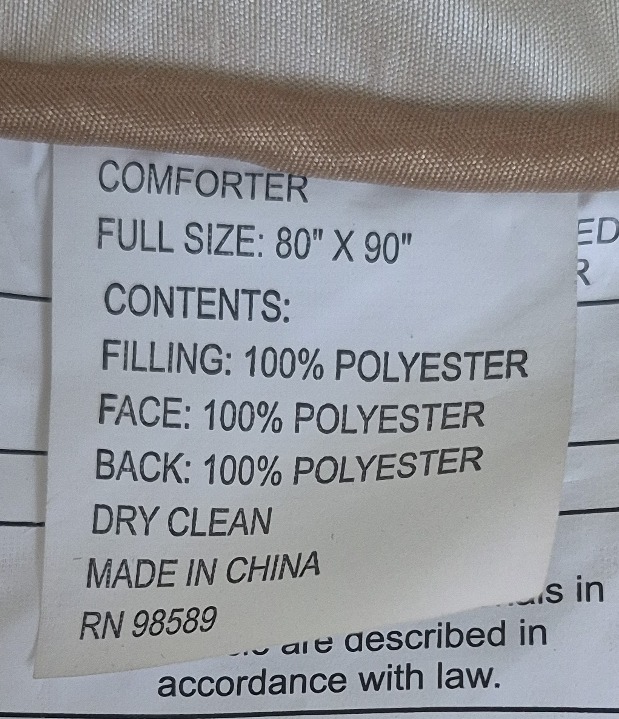 COMFORTER
FULL SIZE: 80" X 90"
CONTENTS:
FILLING: 100% POLYESTER
FACE: 100% POLYESTER
BACK: 100% POLYESTER
DRY CLEAN
MADE IN CHINA
RN 98589
in
are described in
accordance with law.